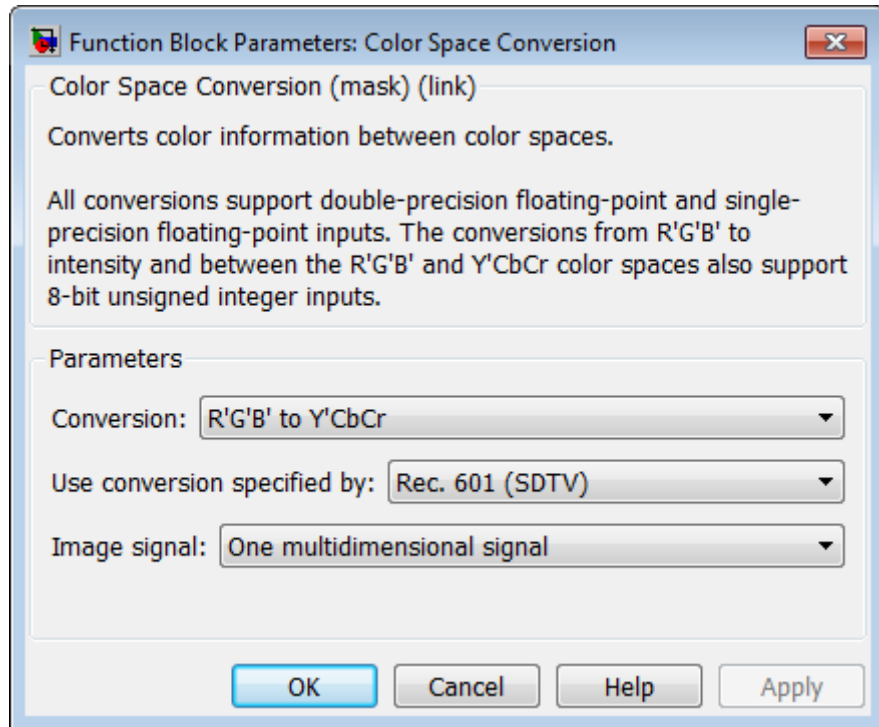 Function Block Parameters: Color Space Conversion
Color Space Conversion (mask) (link)
Converts color information between color spaces.
All conversions support double-precision floating-point and single-
precision floating-point inputs. The conversions from R'G'B' to
intensity and between the R'G'B' and Y'CbCr color spaces also support
8-bit unsigned integer inputs.
Parameters
Conversion: R'G'B' to Y'CbCr
Use conversion specified by: Rec. 601 (SDTV)
Image signal: One multidimensional signal
OK Cancel Help Apply